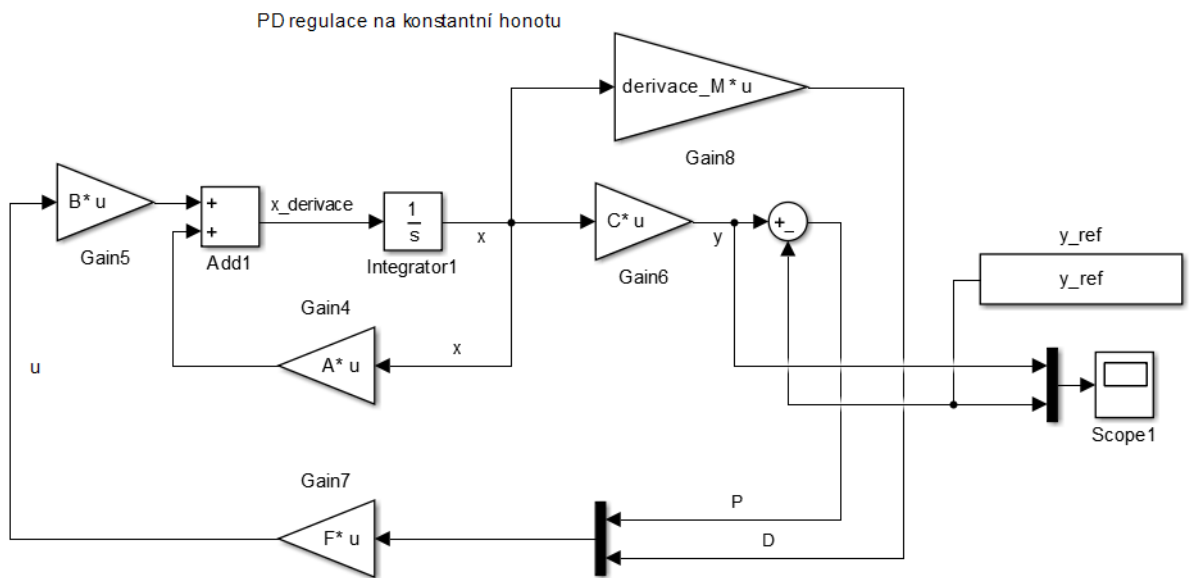 PD regulace na konstantní honotu
derivace_M* u
Gain8
B* u
Gain5
+
+
Add1
x_derivace
1
s
Integrator1
x
C* u
Gain6
y
+
−
y_ref
y_ref
Gain4
A* u
x
u
Scope1
Gain7
F* u
P
D